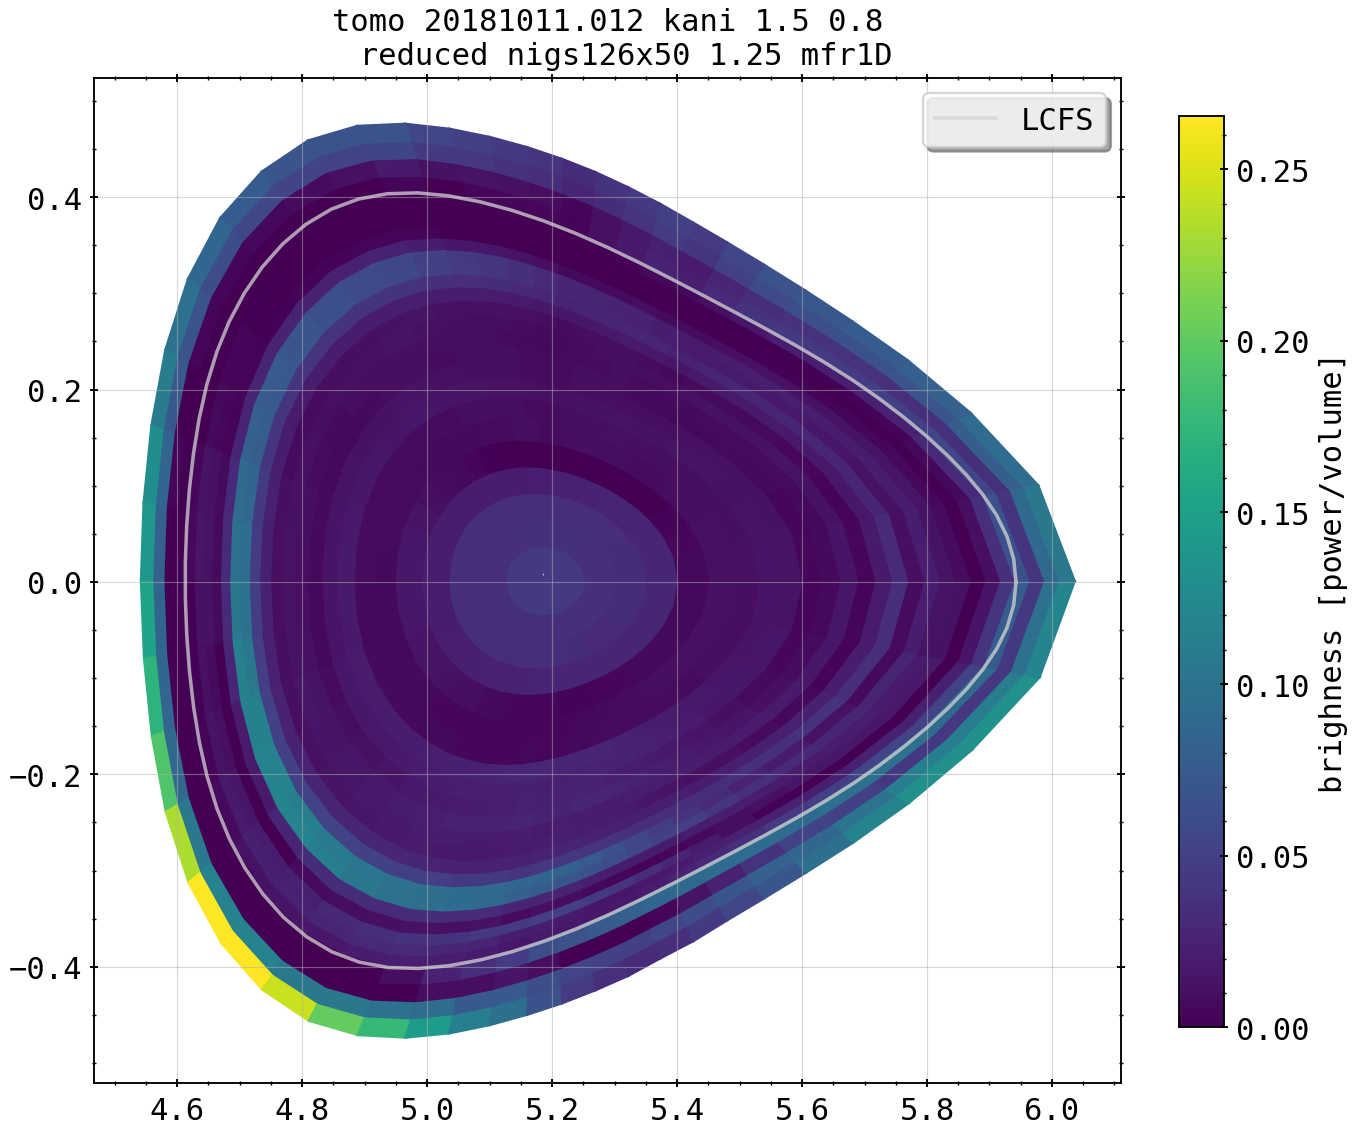 tomo 20181011.012 kani 1.5 0.8
reduced nigs126x50 1.25 mfr1D
LCFS
0.4
0.2
0.0
−0.2
−0.4
4.6 4.8 5.0 5.2 5.4 5.6 5.8 6.0
0.25
0.20
0.15
0.10
0.05
0.00
brighness [power/volume]